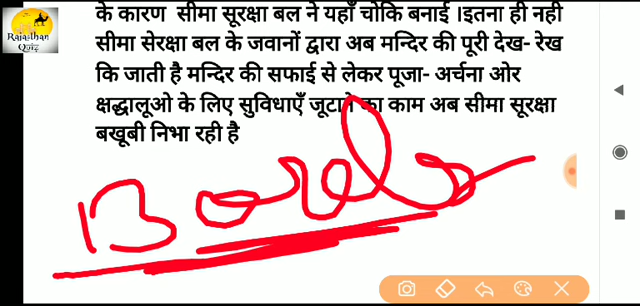 Rajasthan
Quiz
के कारण सीमा सूरक्षा बल ने यहाँ चोकि बनाई ।इतना ही नही
सीमा सेरक्षा बल के जवानों द्वारा अब मन्दिर की पूरी देख- रेख
कि जाती है मन्दिर की सफाई से लेकर पूजा- अर्चना ओर
क्षद्धालूओ के लिए सुविधाएँ जूटाने का काम अब सीमा सूरक्षा
बखूबी निभा रही है